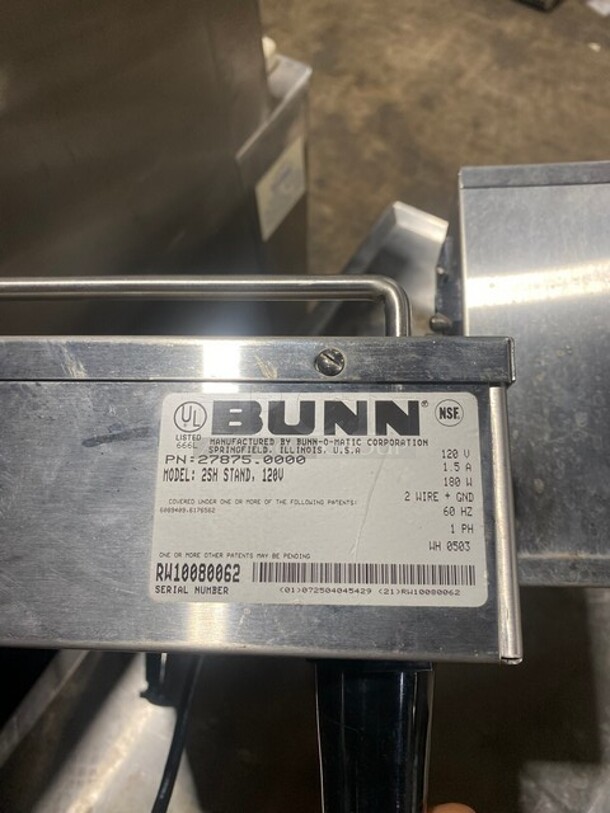 UL
LISTED
666L
BUNN®
NSF.
MANUFACTURED BY BUNN-O-MATIC CORPORATION
SPRINGFIELD, ILLINOIS, U.S.A
PN:27875.0000
MODEL: 2SH STAND, 120V
120 V
1.5 A
180 W
2 WIRE + GND
60 HZ
1 PH
WH 0503
COVERED UNDER ONE OR MORE OF THE FOLLOWING PATENTS:
6009409.6176562
ONE OR MORE OTHER PATENTS MAY BE PENDING
RW10080062
SERIAL NUMBER
(01)072504045429 (21)RW10080062